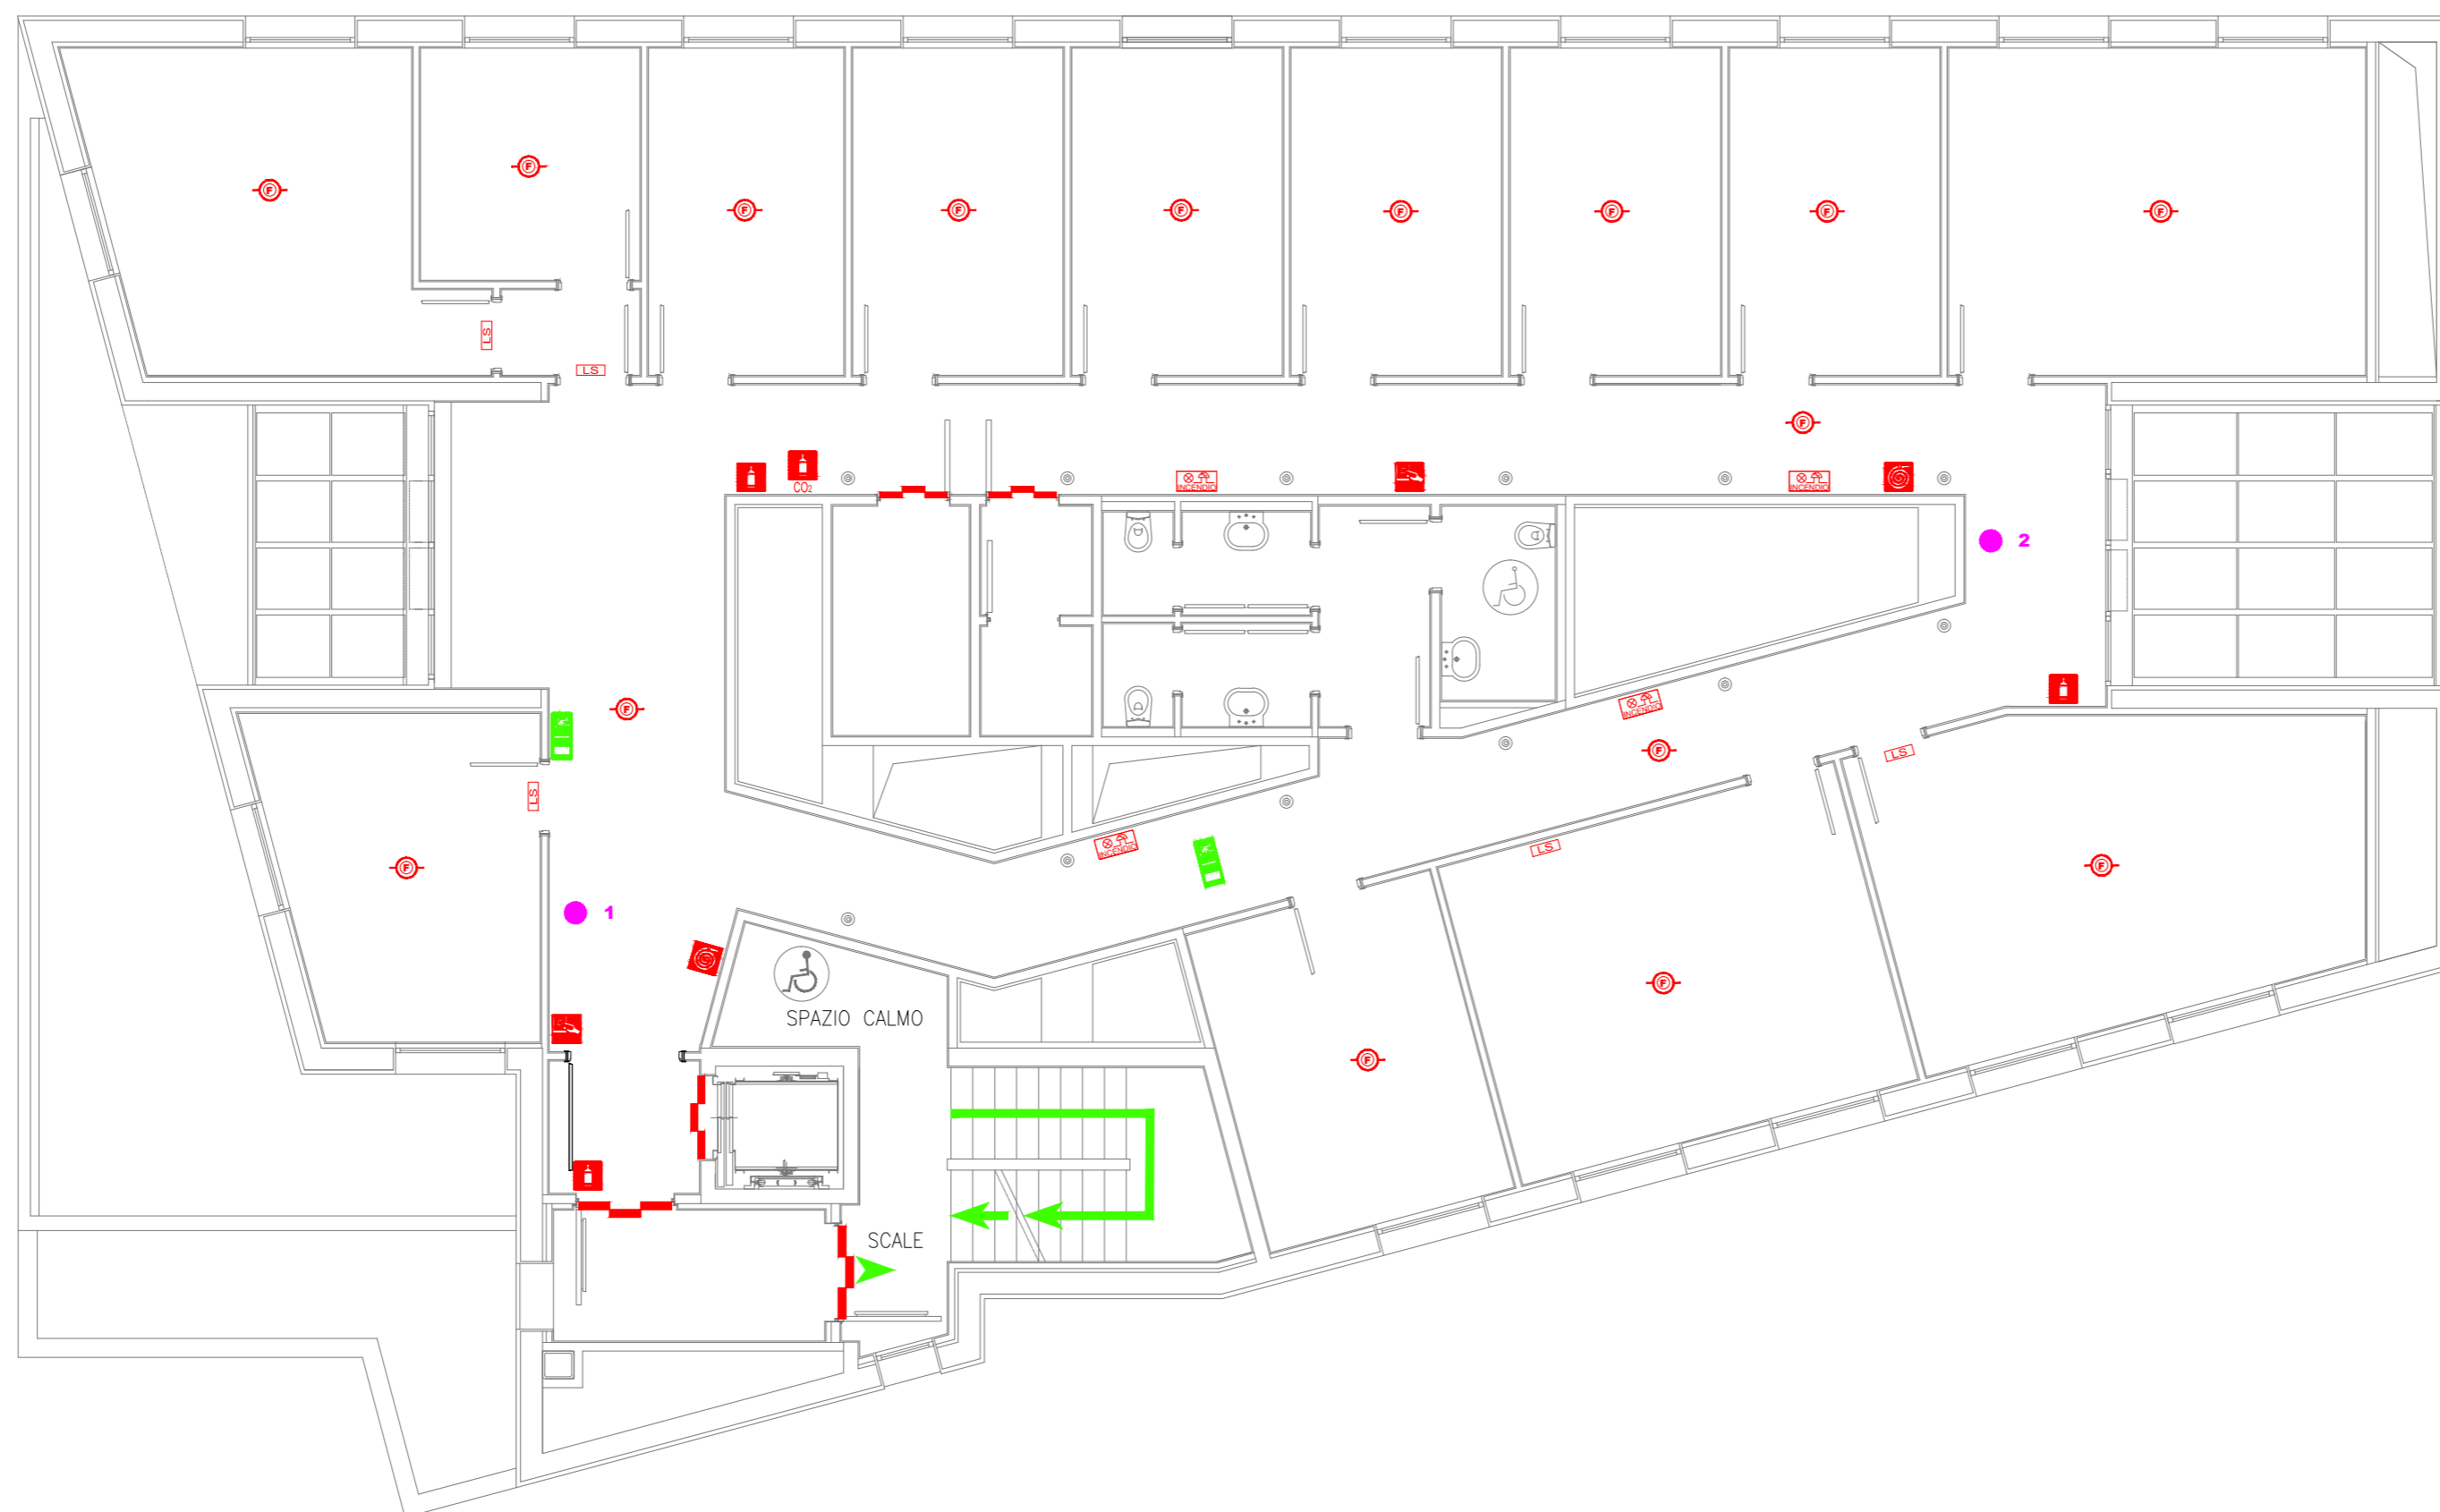 F
F
F
F
F
F
F
F
F
LS
LS
F
CO₂
INCENDIO
INCENDIO
2
F
INCENDIO
F
LS
LS
INCENDIO
LS
F
F
1
F
SPAZIO CALMO
F
SCALE